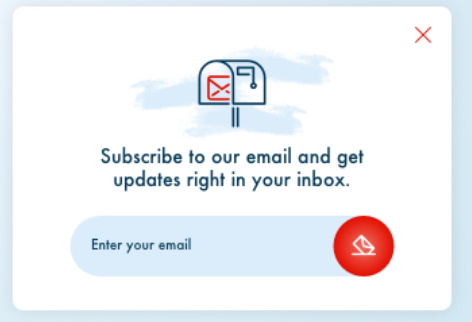 Subscribe to our email and get
updates right in your inbox.
Enter your email